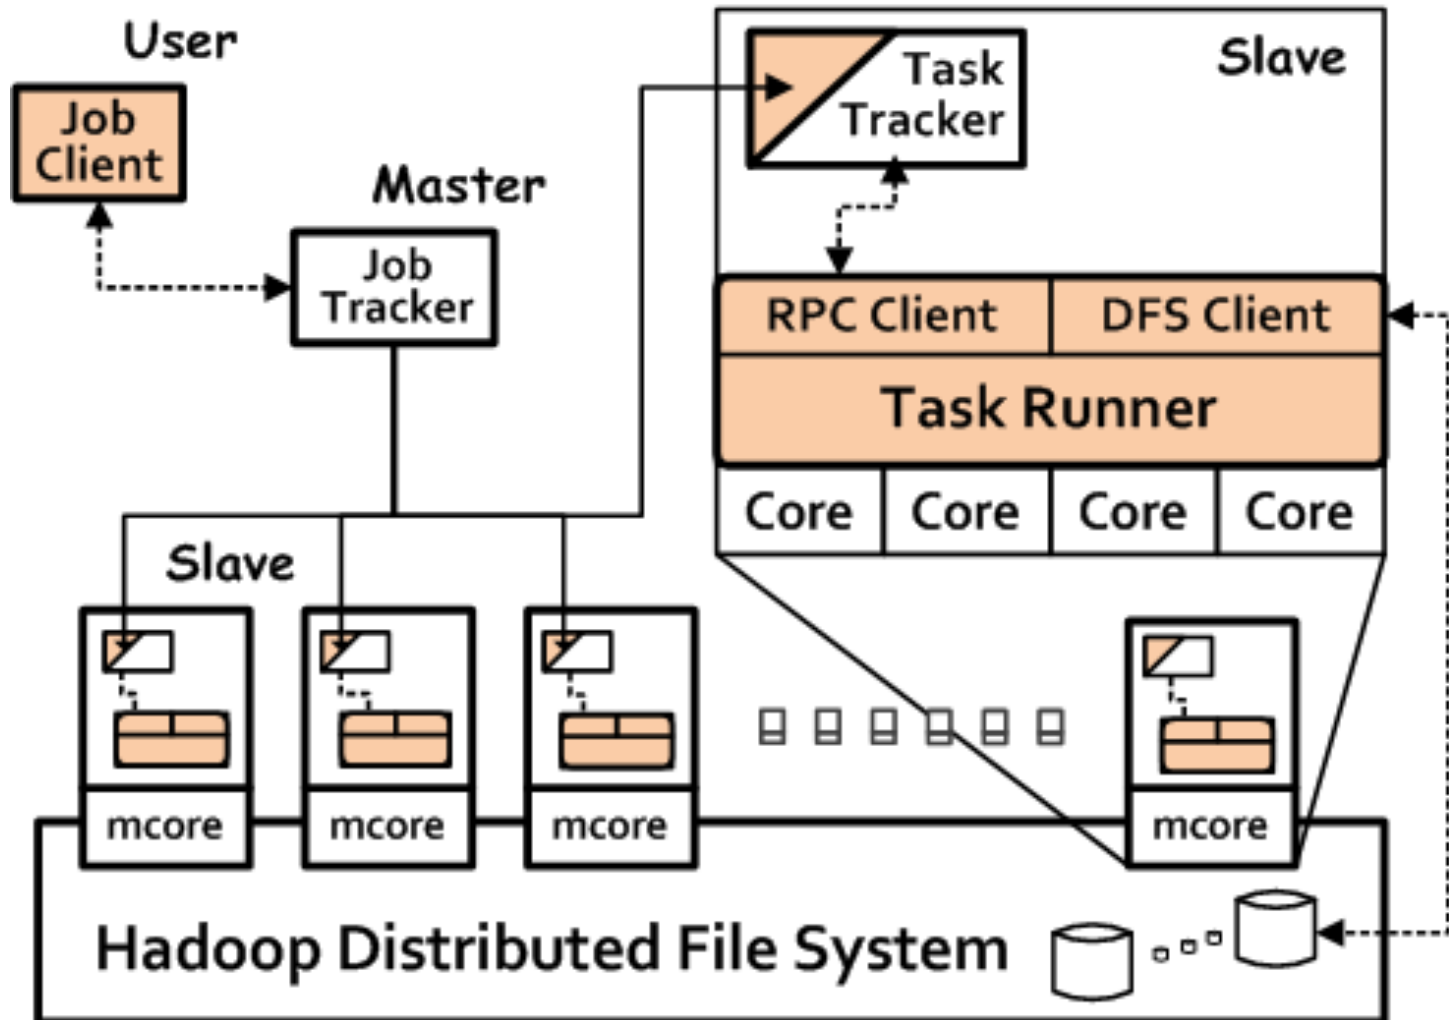 User
Job
Client
Master
Job
Tracker
Slave
Task
Tracker
RPC Client
DFS Client
Task Runner
Core
Core
Core
Core
Slave
mcore
mcore
mcore
mcore
Hadoop Distributed File System